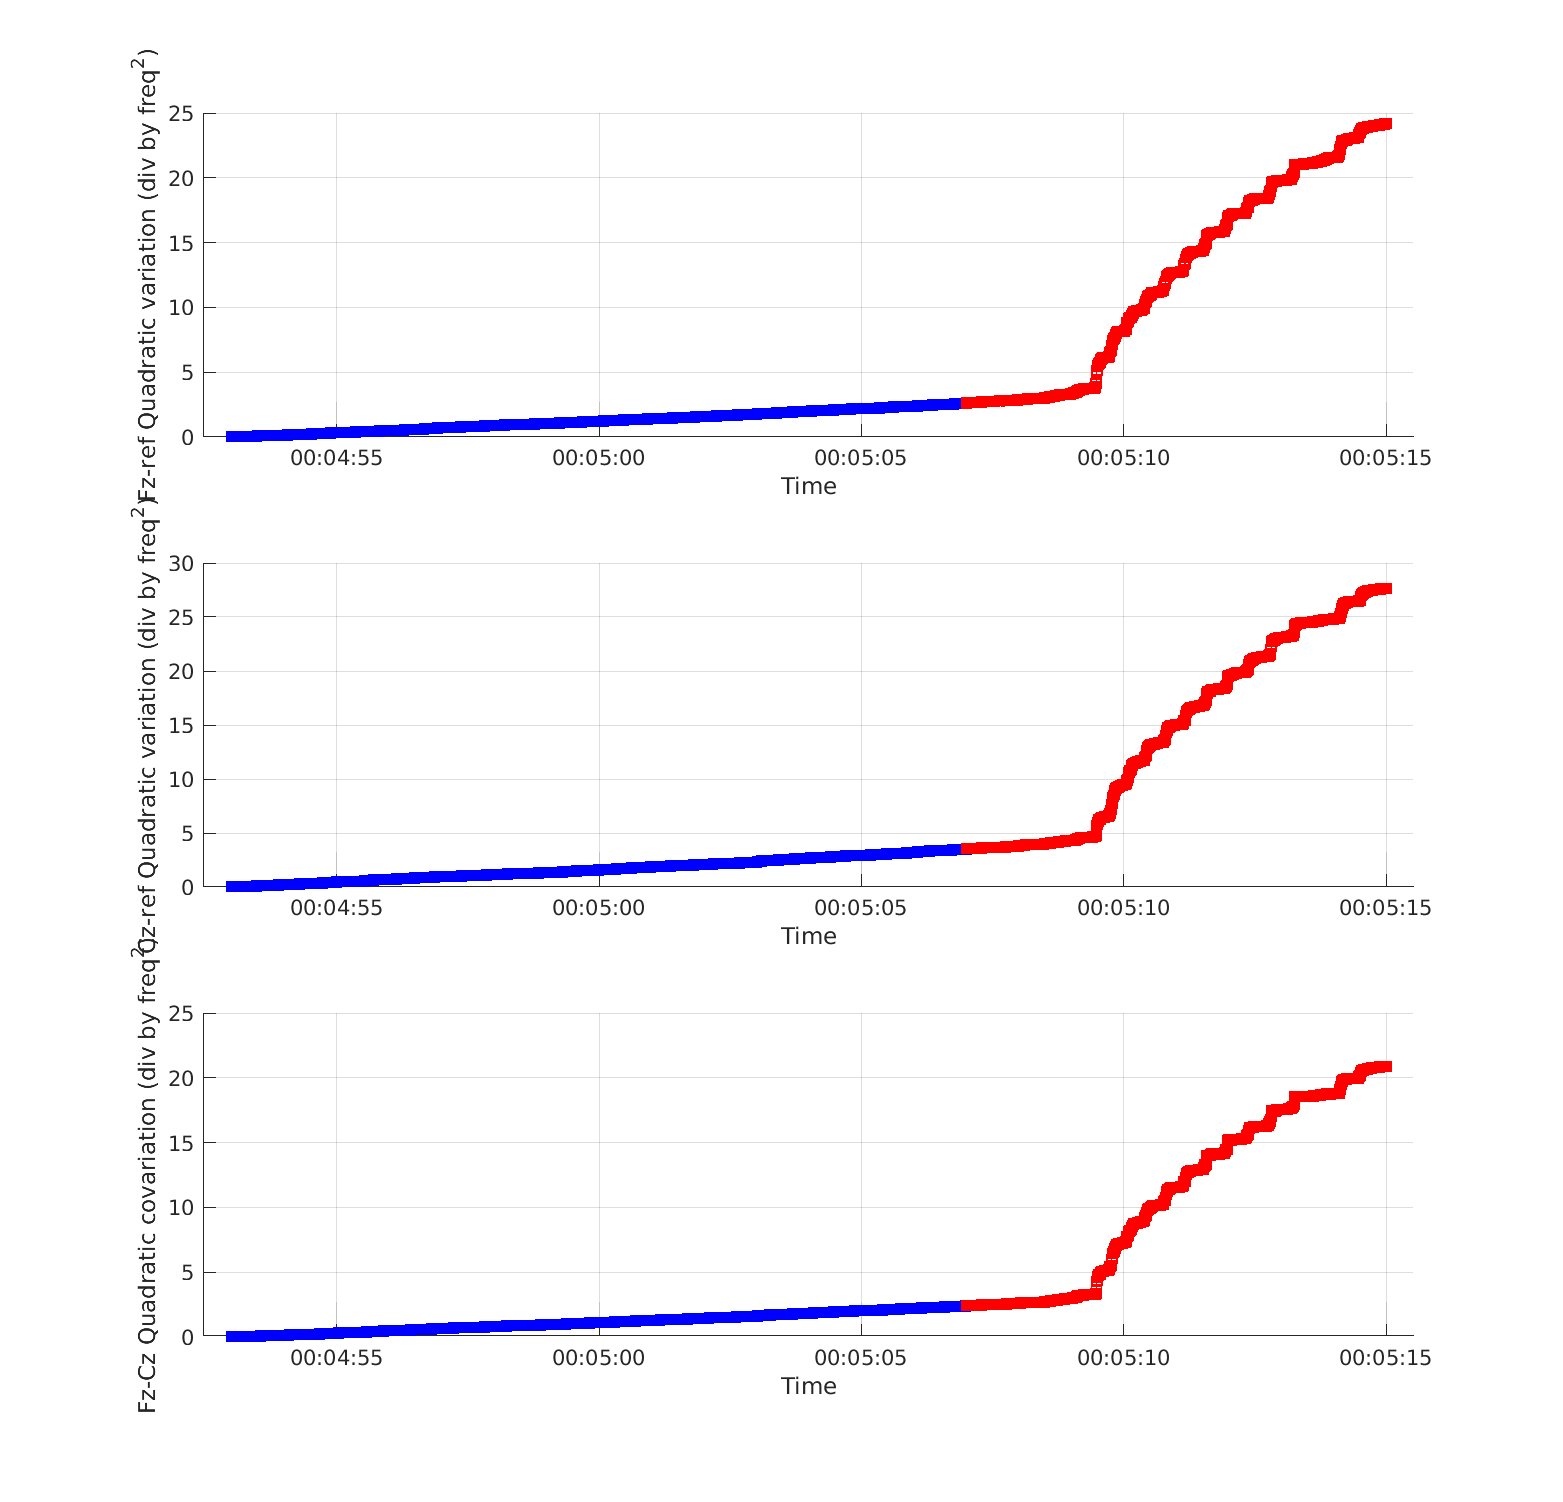 Fz-ref Quadratic variation (div by freq²)
25
20
15
10
5
0
00:04:55 00:05:00 00:05:05 00:05:10 00:05:15
Time
Cz-ref Quadratic variation (div by freq²)
30
25
20
15
10
5
0
00:04:55 00:05:00 00:05:05 00:05:10 00:05:15
Time
Fz-Cz Quadratic covariation (div by freq²)
25
20
15
10
5
0
00:04:55 00:05:00 00:05:05 00:05:10 00:05:15
Time